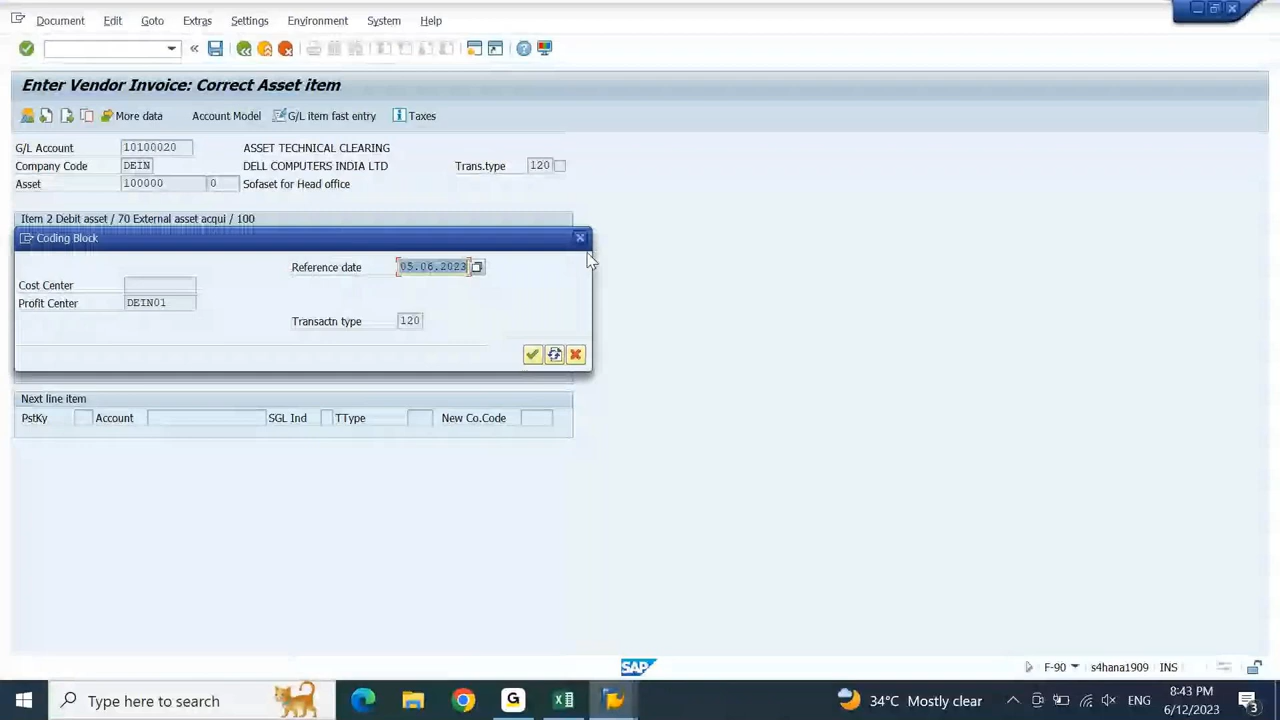 Document Edit Goto Extras Settings Environment System Help
Enter Vendor Invoice: Correct Asset item
More data Account Model G/L item fast entry Taxes
G/L Account 10100020 ASSET TECHNICAL CLEARING
Company Code DEIN DELL COMPUTERS INDIA LTD Trans.type 120
Asset 100000 0 Sofaset for Head office
Item 2 Debit asset / 70 External asset acqui / 100
Coding Block
Reference date 05.06.2023
Cost Center
Profit Center DEIN01
Transactn type 120
Next line item
PstKy Account SGL Ind TType New Co.Code
SAP F-90 s4hana1909 INS
Type here to search 34°C Mostly clear ENG 8:43 PM
6/12/2023 3